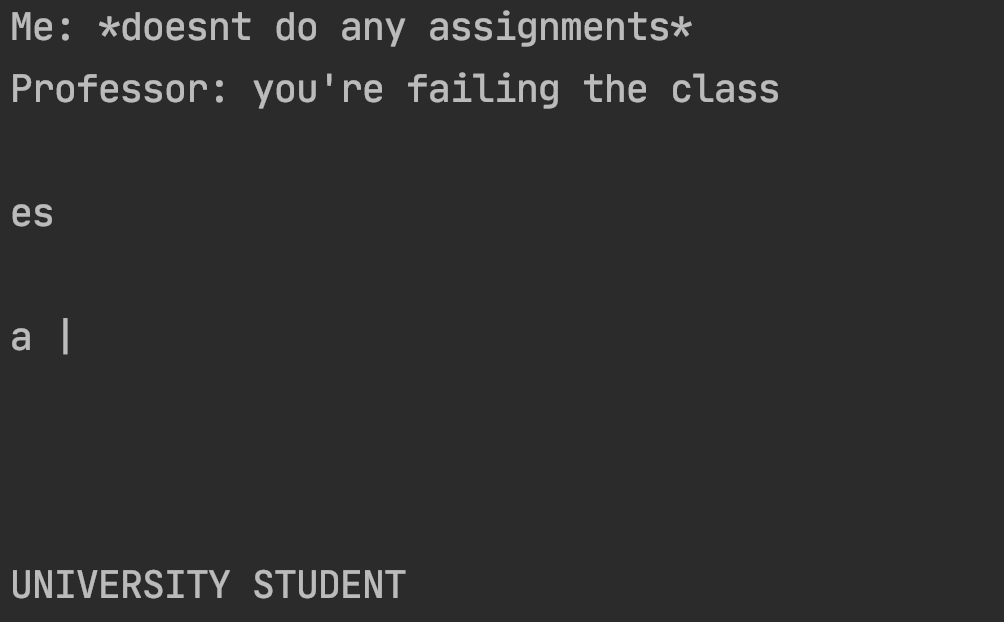 Me: *doesnt do any assignments*
Professor: you're failing the class
es
a |
UNIVERSITY STUDENT